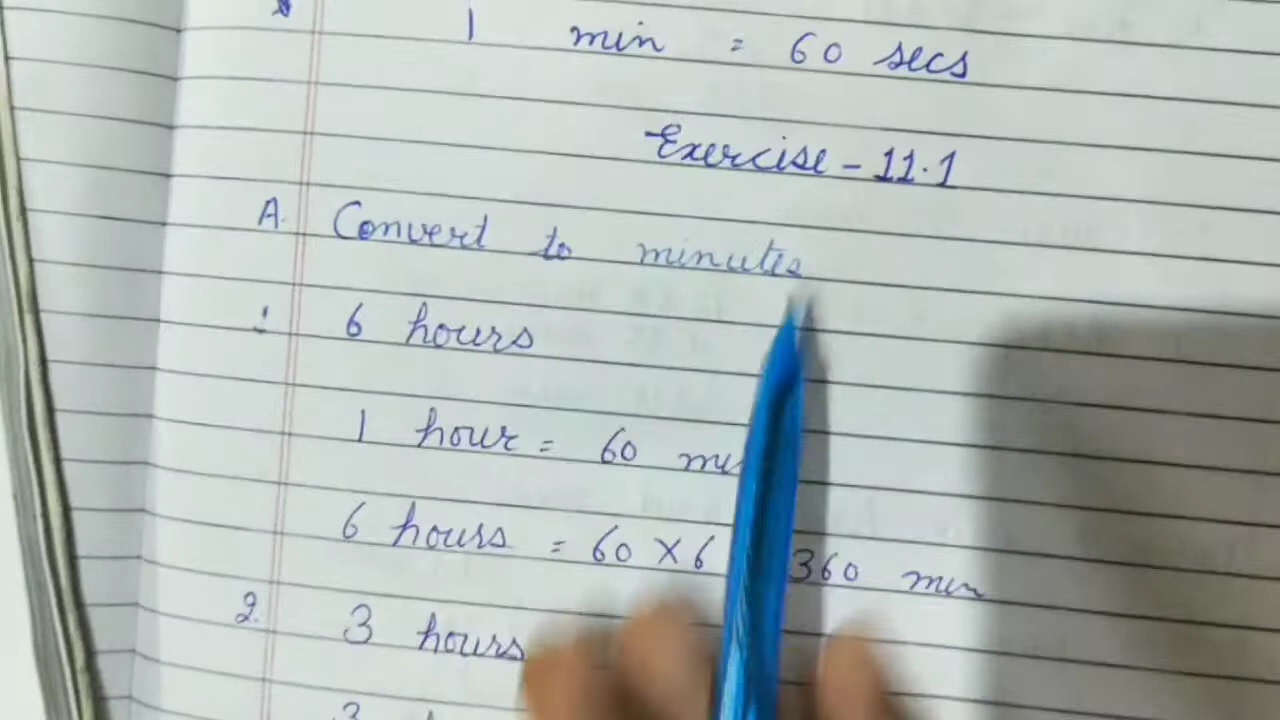 1 min = 60 secs
Exercise - 11.1
A. Convert to minutes
6 hours
1 hour = 60
6 hours = 60 × 6 360 min
2. 3 hours
3